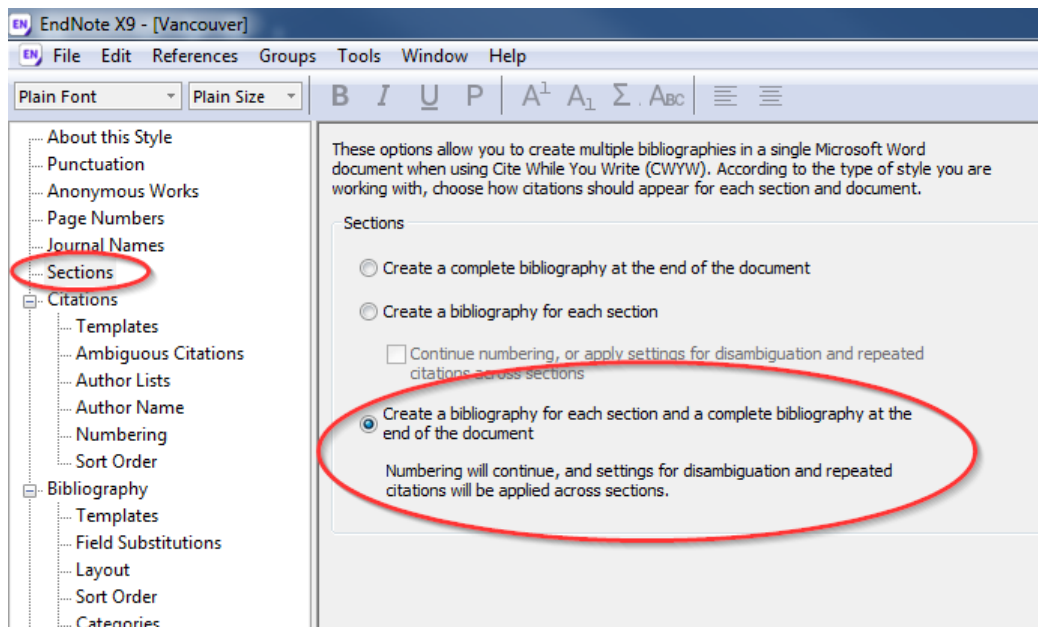 EN EndNote X9 - [Vancouver]
EN File Edit References Groups Tools Window Help
Plain Font Plain Size B I U P A1 A1 Σ ABC
About this Style
Punctuation
Anonymous Works
Page Numbers
Journal Names
Sections
Citations
Templates
Ambiguous Citations
Author Lists
Author Name
Numbering
Sort Order
Bibliography
Templates
Field Substitutions
Layout
Sort Order
Categories
These options allow you to create multiple bibliographies in a single Microsoft Word
document when using Cite While You Write (CWYW). According to the type of style you are
working with, choose how citations should appear for each section and document.
Sections
Create a complete bibliography at the end of the document
Create a bibliography for each section
Continue numbering, or apply settings for disambiguation and repeated
citations across sections
Create a bibliography for each section and a complete bibliography at the
end of the document
Numbering will continue, and settings for disambiguation and repeated
citations will be applied across sections.